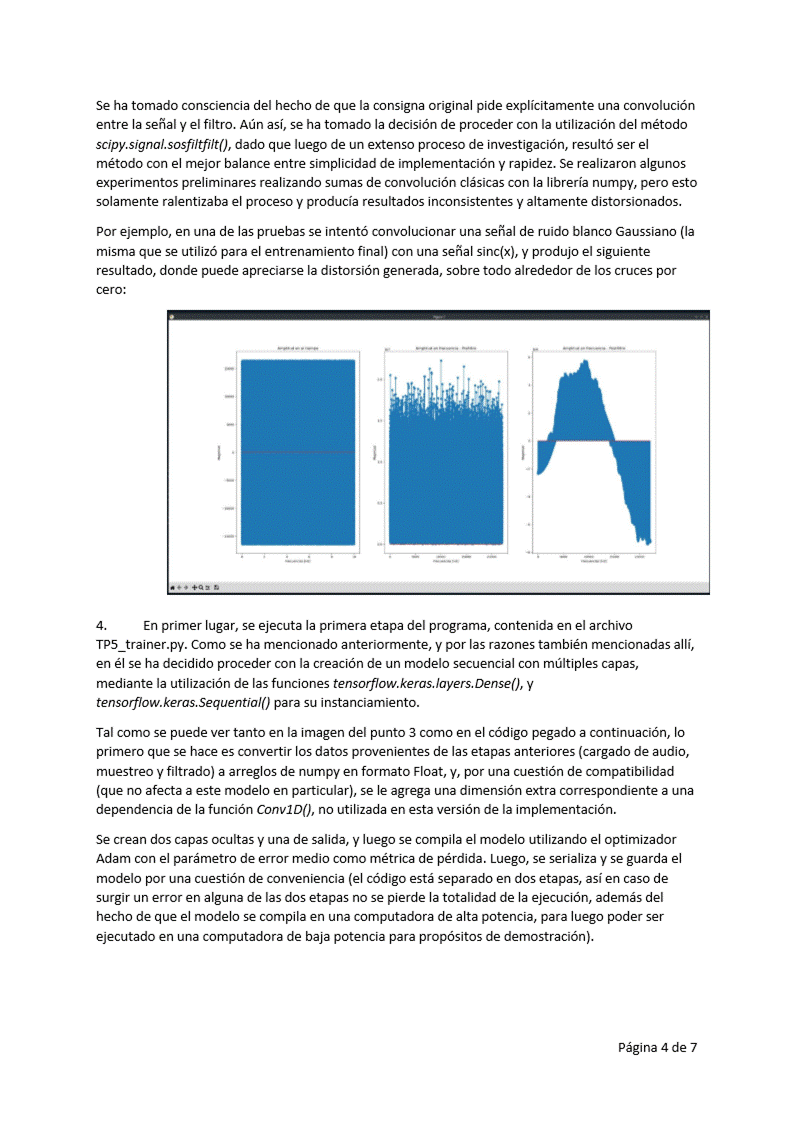 Se ha tomado consciencia del hecho de que la consigna original pide explícitamente una convolución
entre la señal y el filtro. Aún así, se ha tomado la decisión de proceder con la utilización del método
scipy.signal.sosfiltfilt(), dado que luego de un extenso proceso de investigación, resultó ser el
método con el mejor balance entre simplicidad de implementación y rapidez. Se realizaron algunos
experimentos preliminares realizando sumas de convolución clásicas con la librería numpy, pero esto
solamente ralentizaba el proceso y producía resultados inconsistentes y altamente distorsionados.
Por ejemplo, en una de las pruebas se intentó convolucionar una señal de ruido blanco Gaussiano (la
misma que se utilizó para el entrenamiento final) con una señal sinc(x), y produjo el siguiente
resultado, donde puede apreciarse la distorsión generada, sobre todo alrededor de los cruces por
cero:
4. En primer lugar, se ejecuta la primera etapa del programa, contenida en el archivo
TP5_trainer.py. Como se ha mencionado anteriormente, y por las razones también mencionadas allí,
en él se ha decidido proceder con la creación de un modelo secuencial con múltiples capas,
mediante la utilización de las funciones tensorflow.keras.layers.Dense(), y
tensorflow.keras.Sequential() para su instanciamiento.
Tal como se puede ver tanto en la imagen del punto 3 como en el código pegado a continuación, lo
primero que se hace es convertir los datos provenientes de las etapas anteriores (cargado de audio,
muestreo y filtrado) a arreglos de numpy en formato Float, y, por una cuestión de compatibilidad
(que no afecta a este modelo en particular), se le agrega una dimensión extra correspondiente a una
dependencia de la función Conv1D(), no utilizada en esta versión de la implementación.
Se crean dos capas ocultas y una de salida, y luego se compila el modelo utilizando el optimizador
Adam con el parámetro de error medio como métrica de pérdida. Luego, se serializa y se guarda el
modelo por una cuestión de conveniencia (el código está separado en dos etapas, así en caso de
surgir un error en alguna de las dos etapas no se pierde la totalidad de la ejecución, además del
hecho de que el modelo se compila en una computadora de alta potencia, para luego poder ser
ejecutado en una computadora de baja potencia para propósitos de demostración).
Página 4 de 7